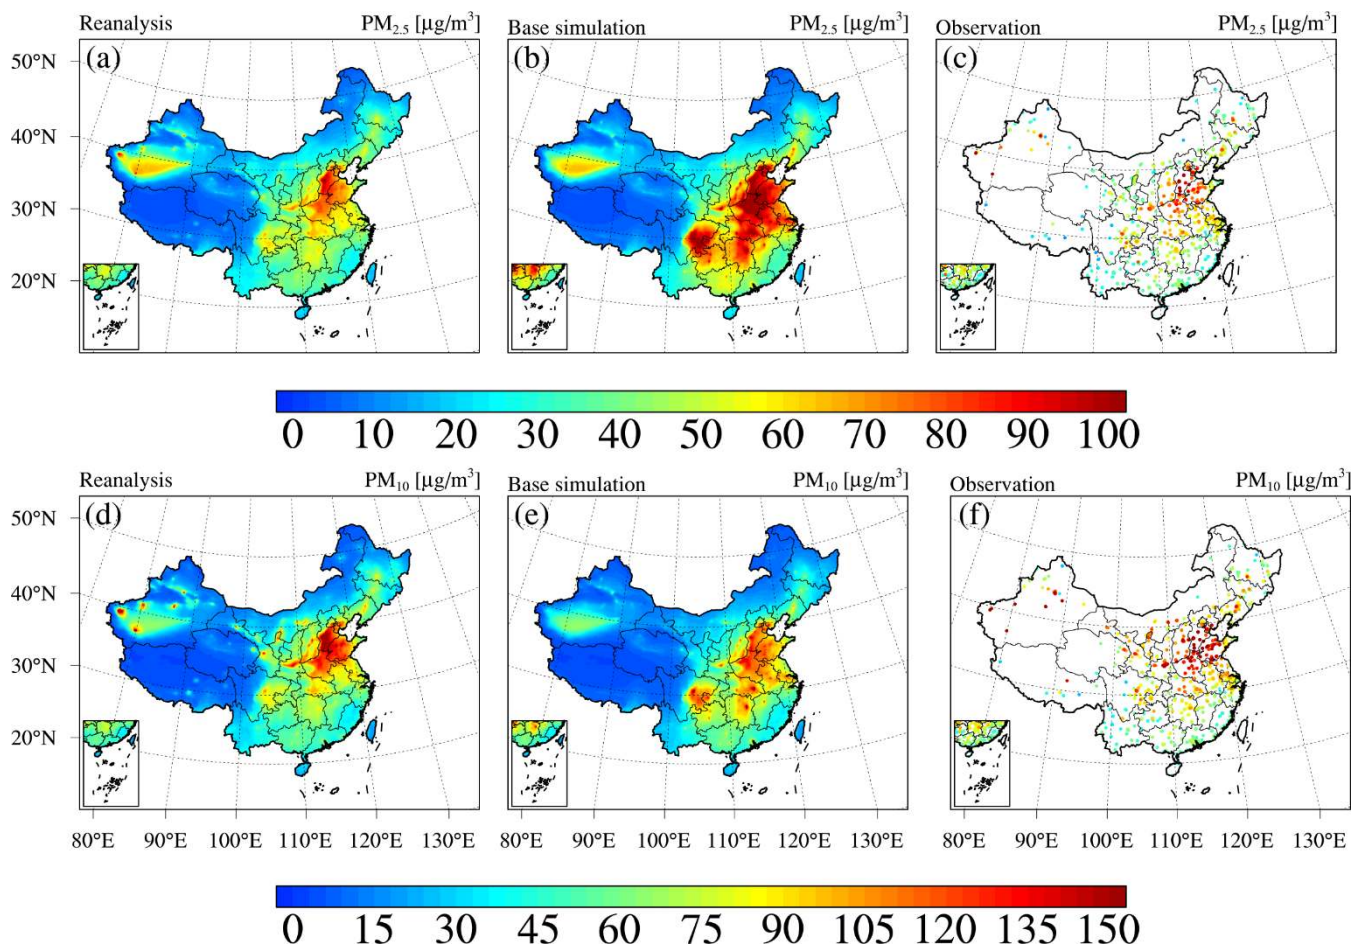 Reanalysis PM2.5 [µg/m³] Base simulation PM2.5 [µg/m³] Observation PM2.5 [µg/m³]
50°N (a) (b) (c)
40°N
30°N
20°N
0 10 20 30 40 50 60 70 80 90 100
Reanalysis PM10 [µg/m³] Base simulation PM10 [µg/m³] Observation PM10 [µg/m³]
50°N (d) (e) (f)
40°N
30°N
20°N
80°E 90°E 100°E 110°E 120°E 130°E 80°E 90°E 100°E 110°E 120°E 130°E 80°E 90°E 100°E 110°E 120°E 130°E
0 15 30 45 60 75 90 105 120 135 150